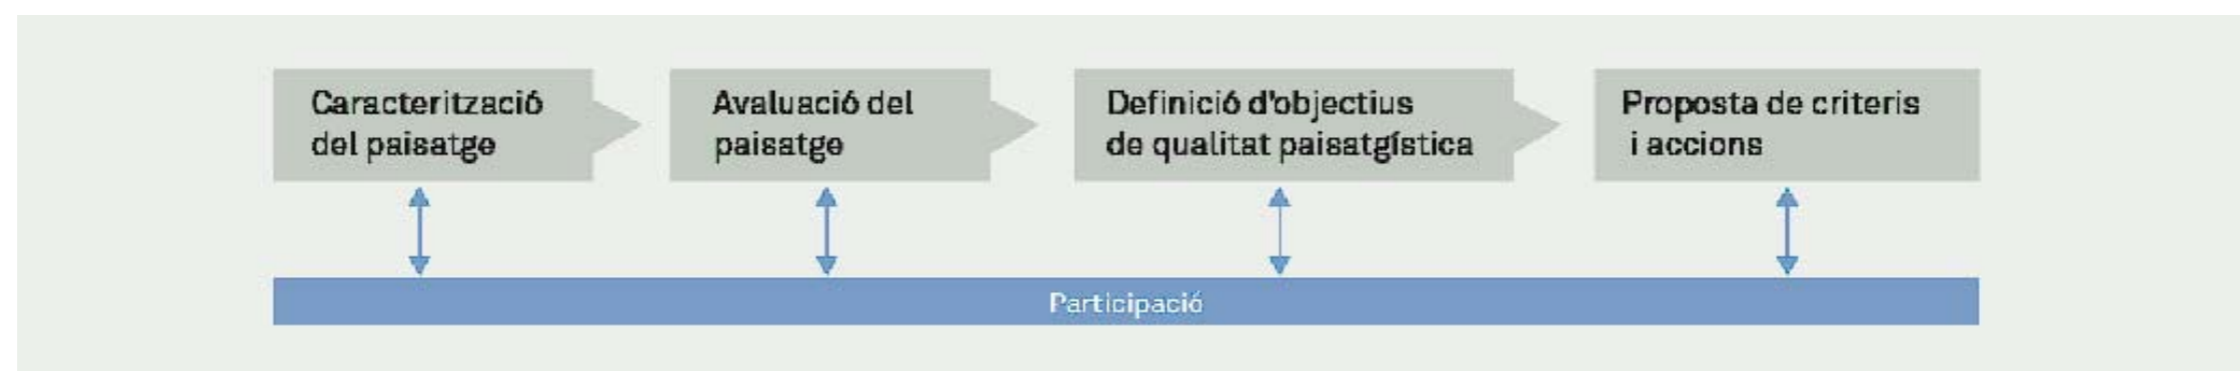 Caracterització
del paisatge
Avaluació del
paisatge
Definició d'objectius
de qualitat paisatgística
Proposta de criteris
i accions
Participació